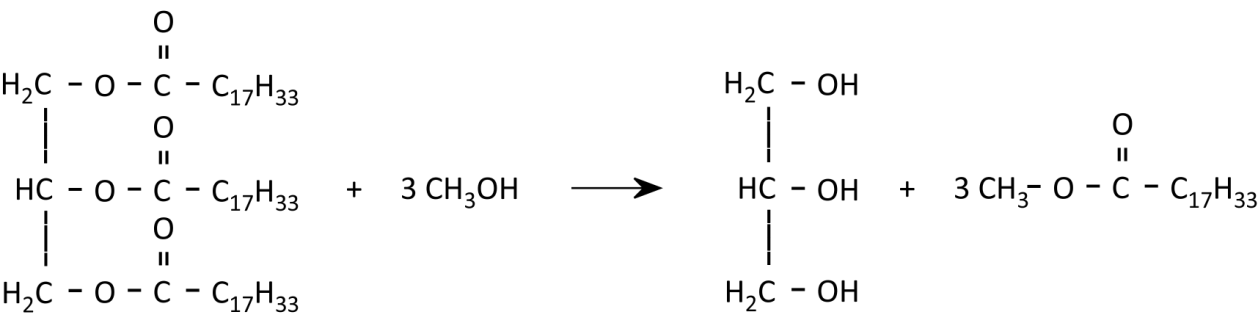 O O
H₂C – O – C – C₁₇H₃₃ H₂C – OH
O O
HC – O – C – C₁₇H₃₃ + 3 CH₃OH ⟶ HC – OH + 3 CH₃– O – C – C₁₇H₃₃
O
H₂C – O – C – C₁₇H₃₃ H₂C – OH